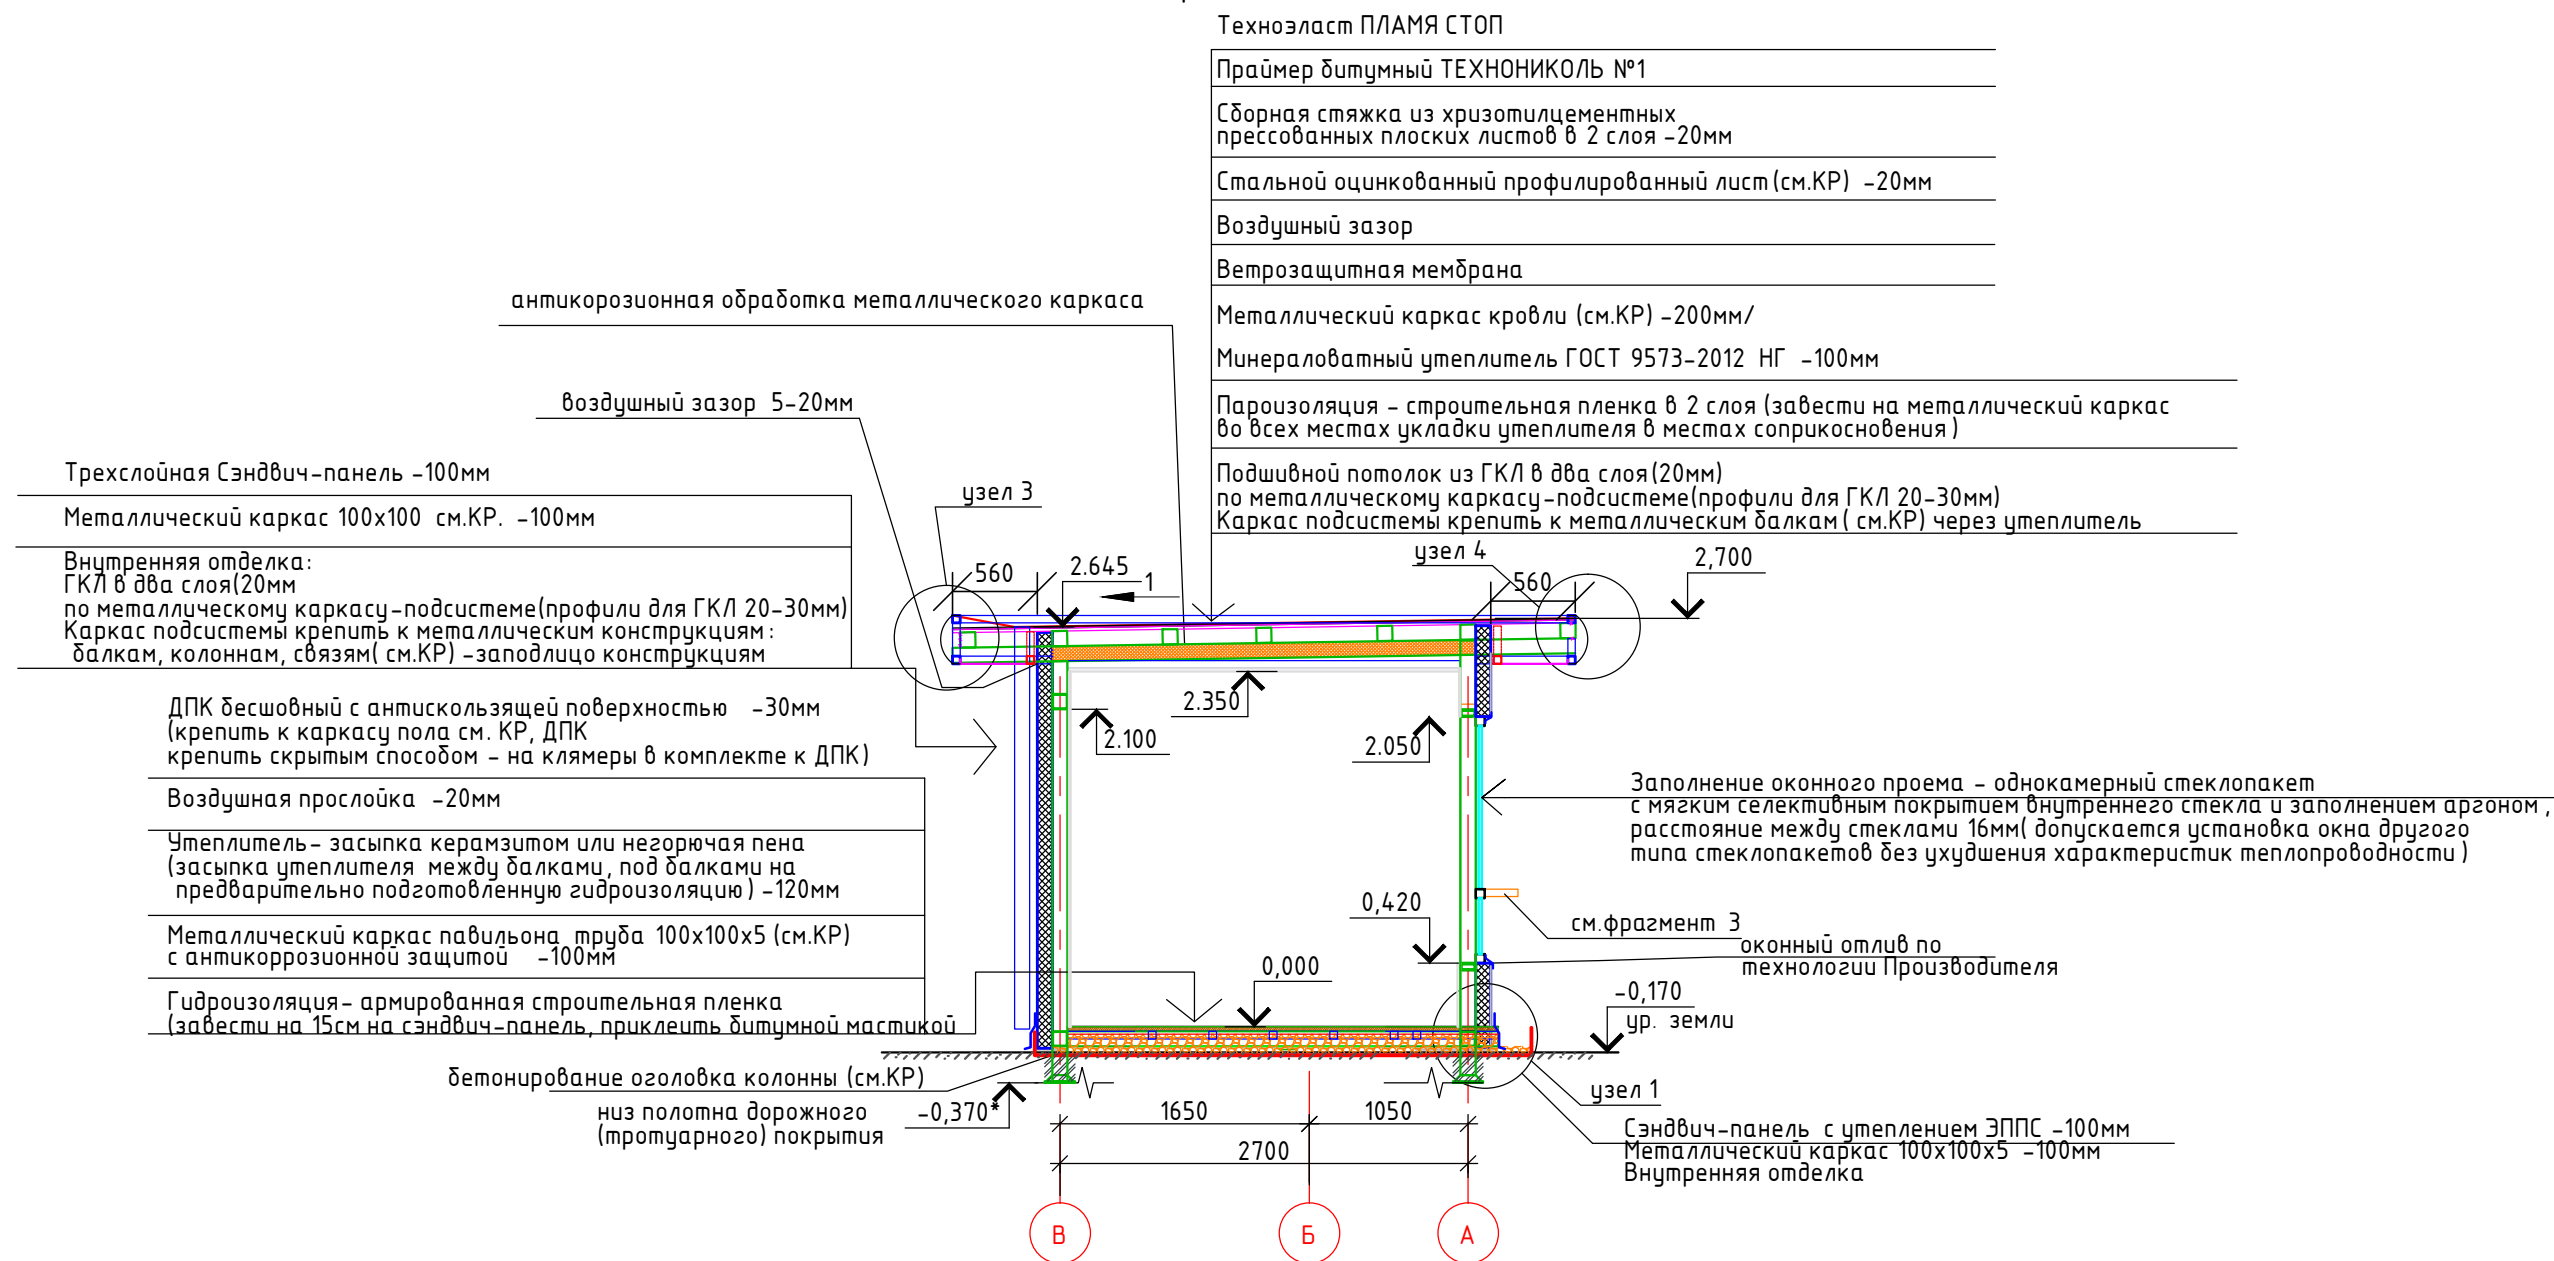 Техноэласт ПЛАМЯ СТОП
Праймер битумный ТЕХНОНИКОЛЬ №1
Сборная стяжка из хризотилцементных
прессованных плоских листов в 2 слоя -20мм
Стальной оцинкованный профилированный лист(см.КР) -20мм
Воздушный зазор
Ветрозащитная мембрана
Металлический каркас кровли (см.КР) -200мм/
Минераловатный утеплитель ГОСТ 9573-2012 НГ -100мм
Пароизоляция - строительная пленка в 2 слоя (завести на металлический каркас
во всех местах укладки утеплителя в местах соприкосновения)
Подшивной потолок из ГКЛ в два слоя(20мм)
по металлическому каркасу-подсистеме(профили для ГКЛ 20-30мм)
Каркас подсистемы крепить к металлическим балкам( см.КР) через утеплитель
антикорозионная обработка металлического каркаса
воздушный зазор 5-20мм
Трехслойная Сэндвич-панель -100мм
Металлический каркас 100х100 см.КР. -100мм
Внутренняя отделка:
ГКЛ в два слоя(20мм
по металлическому каркасу-подсистеме(профили для ГКЛ 20-30мм)
Каркас подсистемы крепить к металлическим конструкциям:
балкам, колоннам, связям( см.КР) -заподлицо конструкциям
узел 3
560
2.645
1
узел 4
560
2,700
2.350
2.100
2.050
ДПК бесшовный с антискользящей поверхностью -30мм
(крепить к каркасу пола см. КР, ДПК
крепить скрытым способом - на клямеры в комплекте к ДПК)
Воздушная прослойка -20мм
Утеплитель- засыпка керамзитом или негорючая пена
(засыпка утеплителя между балками, под балками на
предварительно подготовленную гидроизоляцию) -120мм
Металлический каркас павильона труба 100х100х5 (см.КР)
с антикоррозионной защитой -100мм
Гидроизоляция- армированная строительная пленка
(завести на 15см на сэндвич-панель, приклеить битумной мастикой
Заполнение оконного проема - однокамерный стеклопакет
с мягким селективным покрытием внутреннего стекла и заполнением аргоном,
расстояние между стеклами 16мм( допускается установка окна другого
типа стеклопакетов без ухудшения характеристик теплопроводности)
0,420
см.фрагмент 3
оконный отлив по
технологии Производителя
0,000
-0,170
ур. земли
бетонирование оголовка колонны (см.КР)
низ полотна дорожного
(тротуарного) покрытия
-0,370*
узел 1
Сэндвич-панель с утеплением ЭППС -100мм
Металлический каркас 100х100х5 -100мм
Внутренняя отделка
1650
1050
2700
В
Б
А